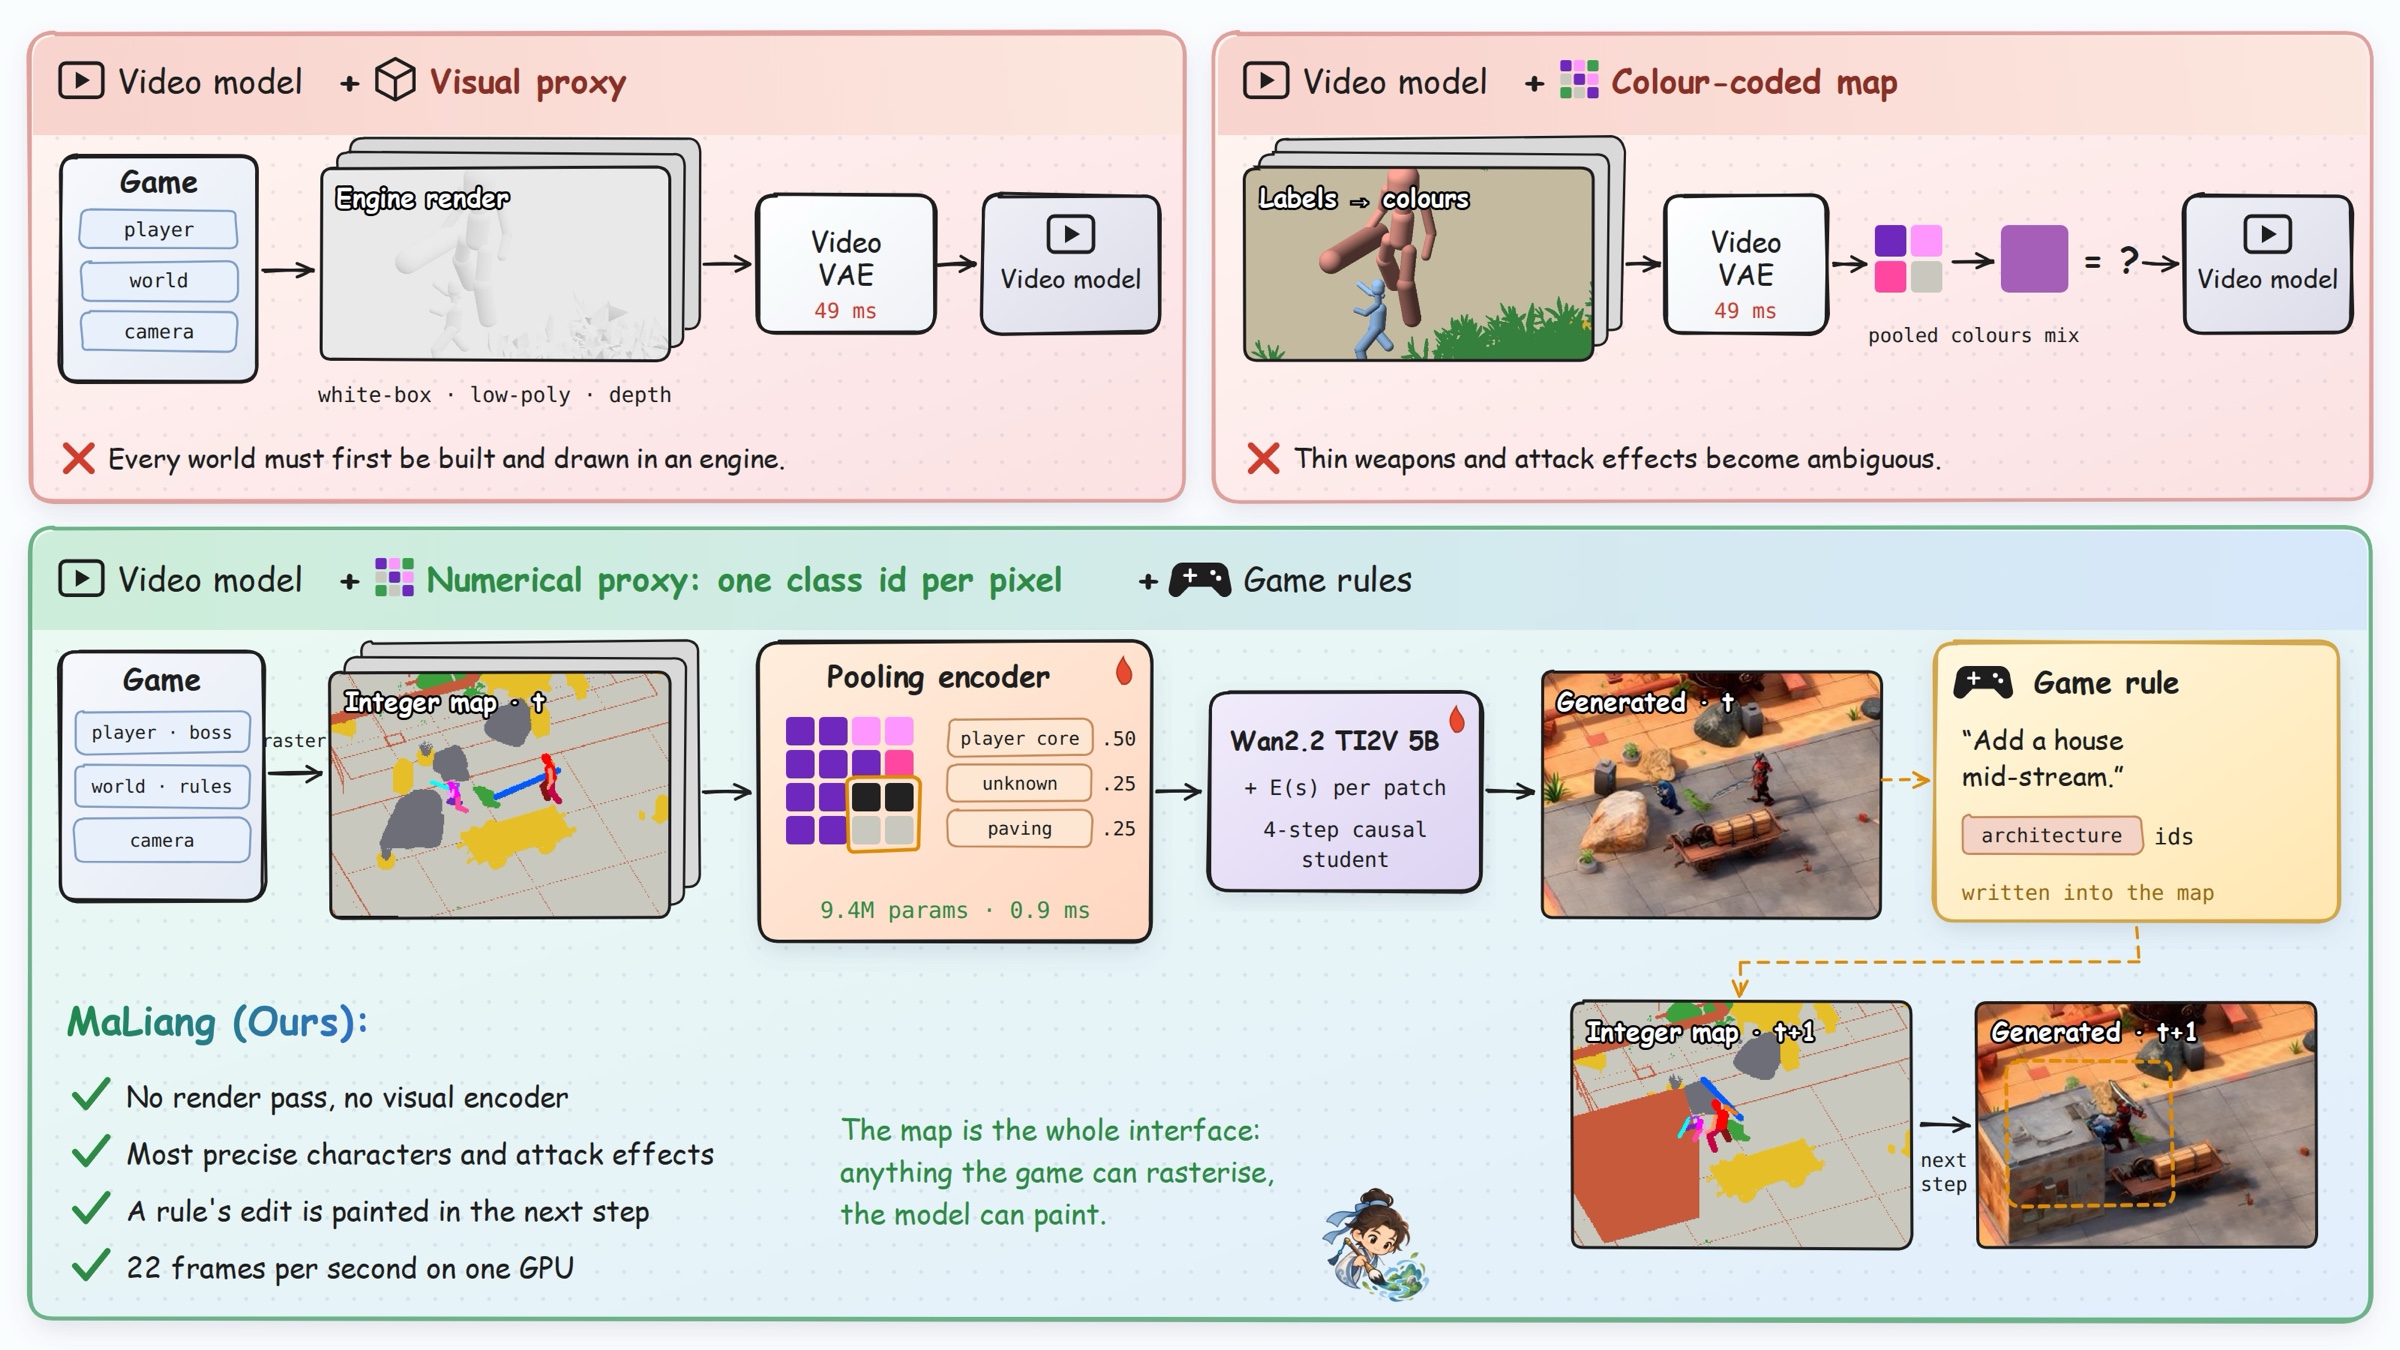 Video model + Visual proxy
Game
player
world
camera
Engine render
white-box · low-poly · depth
Video
VAE
49 ms
Video model
Every world must first be built and drawn in an engine.
Video model + Colour-coded map
Labels → colours
Video
VAE
49 ms
= ?
pooled colours mix
Video model
Thin weapons and attack effects become ambiguous.
Video model + Numerical proxy: one class id per pixel + Game rules
Game
player · boss
world · rules
camera
raster
Integer map · t
Pooling encoder
player core .50
unknown .25
paving .25
9.4M params · 0.9 ms
Wan2.2 TI2V 5B
+ E(s) per patch
4-step causal
student
Generated · t
Game rule
“Add a house
mid-stream.”
architecture ids
written into the map
MaLiang (Ours):
No render pass, no visual encoder
Most precise characters and attack effects
A rule's edit is painted in the next step
22 frames per second on one GPU
The map is the whole interface:
anything the game can rasterise,
the model can paint.
Integer map · t+1
next
step
Generated · t+1